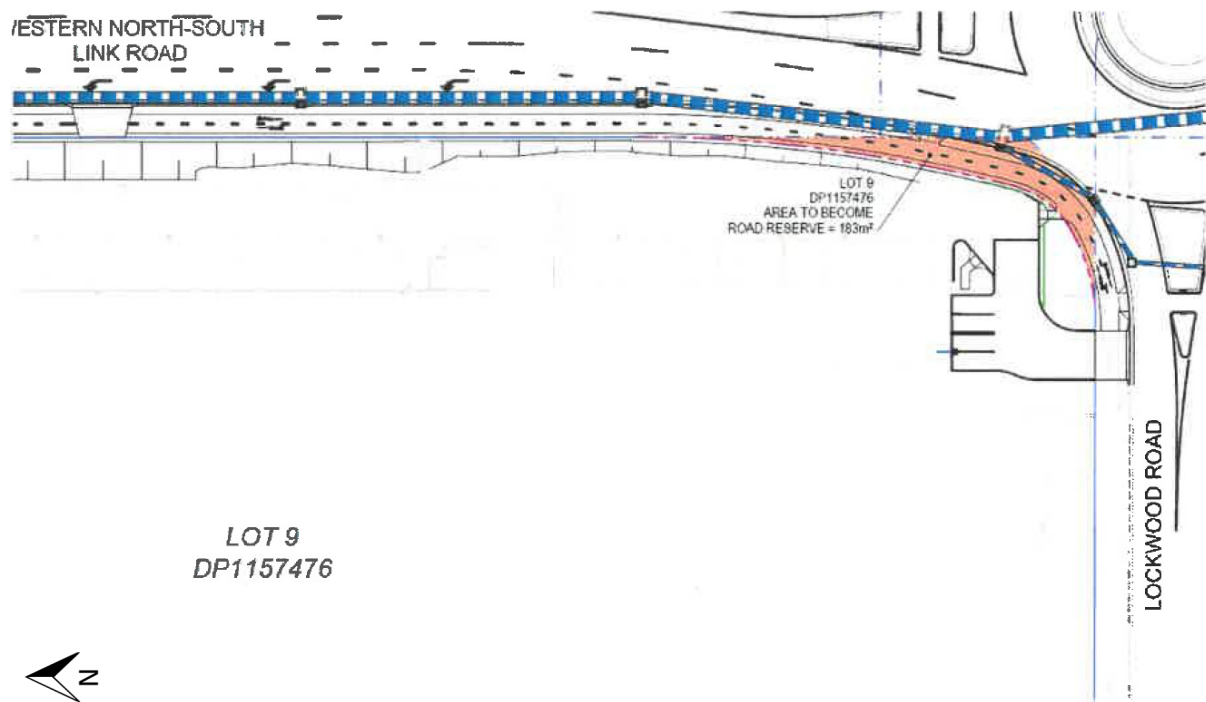 /ESTERN NORTH-SOUTH
LINK ROAD
LOT 9
DP1157476
AREA TO BECOME
ROAD RESERVE = 183m²
LOCKWOOD ROAD
LOT 9
DP1157476
N